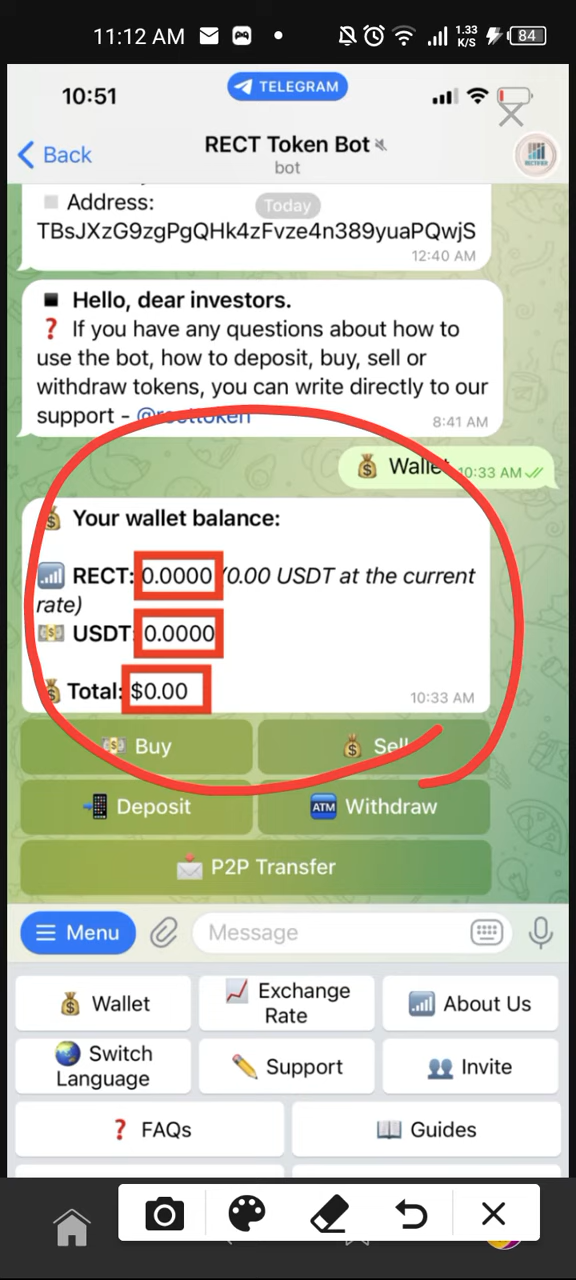 11:12 AM
1.33
K/S
84
10:51
TELEGRAM
Back
RECT Token Bot
bot
RECTIFIER
Address:
Today
TBsJXzG9zgPgQHk4zFvze4n389yuaPQwjS
12:40 AM
Hello, dear investors.
❓ If you have any questions about how to
use the bot, how to deposit, buy, sell or
withdraw tokens, you can write directly to our
support - @recttoken
8:41 AM
Wallet
10:33 AM
Your wallet balance:
RECT: 0.0000 (0.00 USDT at the current
rate)
USDT: 0.0000
Total: $0.00
10:33 AM
Buy
Sell
Deposit
ATM Withdraw
P2P Transfer
Menu
Message
Wallet
Exchange
Rate
About Us
Switch
Language
Support
Invite
❓ FAQs
Guides